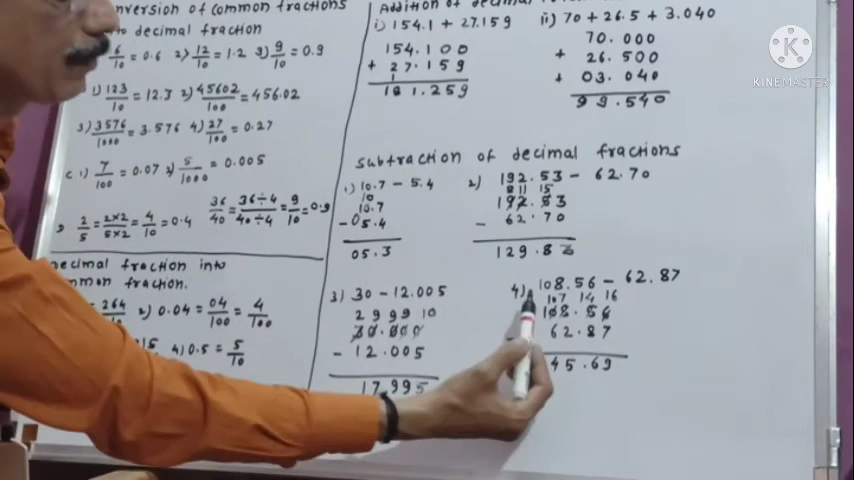 nversion of Common fractions
to decimal fraction
6/10 = 0.6 2) 12/10 = 1.2 3) 9/10 = 0.9
1) 123/10 = 12.3 2) 45602/100 = 456.02
3) 3576/1000 = 3.576 4) 27/100 = 0.27
C 1) 7/100 = 0.07 2) 5/1000 = 0.005
2/5 = 2×2/5×2 = 4/10 = 0.4 36/40 = 36÷4/40÷4 = 9/10 = 0.9
ecimal fraction into
mmon fraction.
264 2) 0.04 = 04/100 = 4/100
4) 0.5 = 5/10
Addition of decimal
i) 154.1 + 27.159 ii) 70 + 26.5 + 3.040
154.100
+ 27.159
1
181.259
70.000
+ 26.500
+ 03.040
99.540
Subtraction of decimal fractions
1) 10.7 - 5.4
10
10.7
- 05.4
05.3
2) 192.53 - 62.70
8 11 15
192.53
- 62.70
129.83
3) 30 - 12.005
2 9 9 9 10
30.000
- 12.005
17.995
4) 108.56 - 62.87
107 14 16
108.56
62.87
45.69
K
KINEMASTER